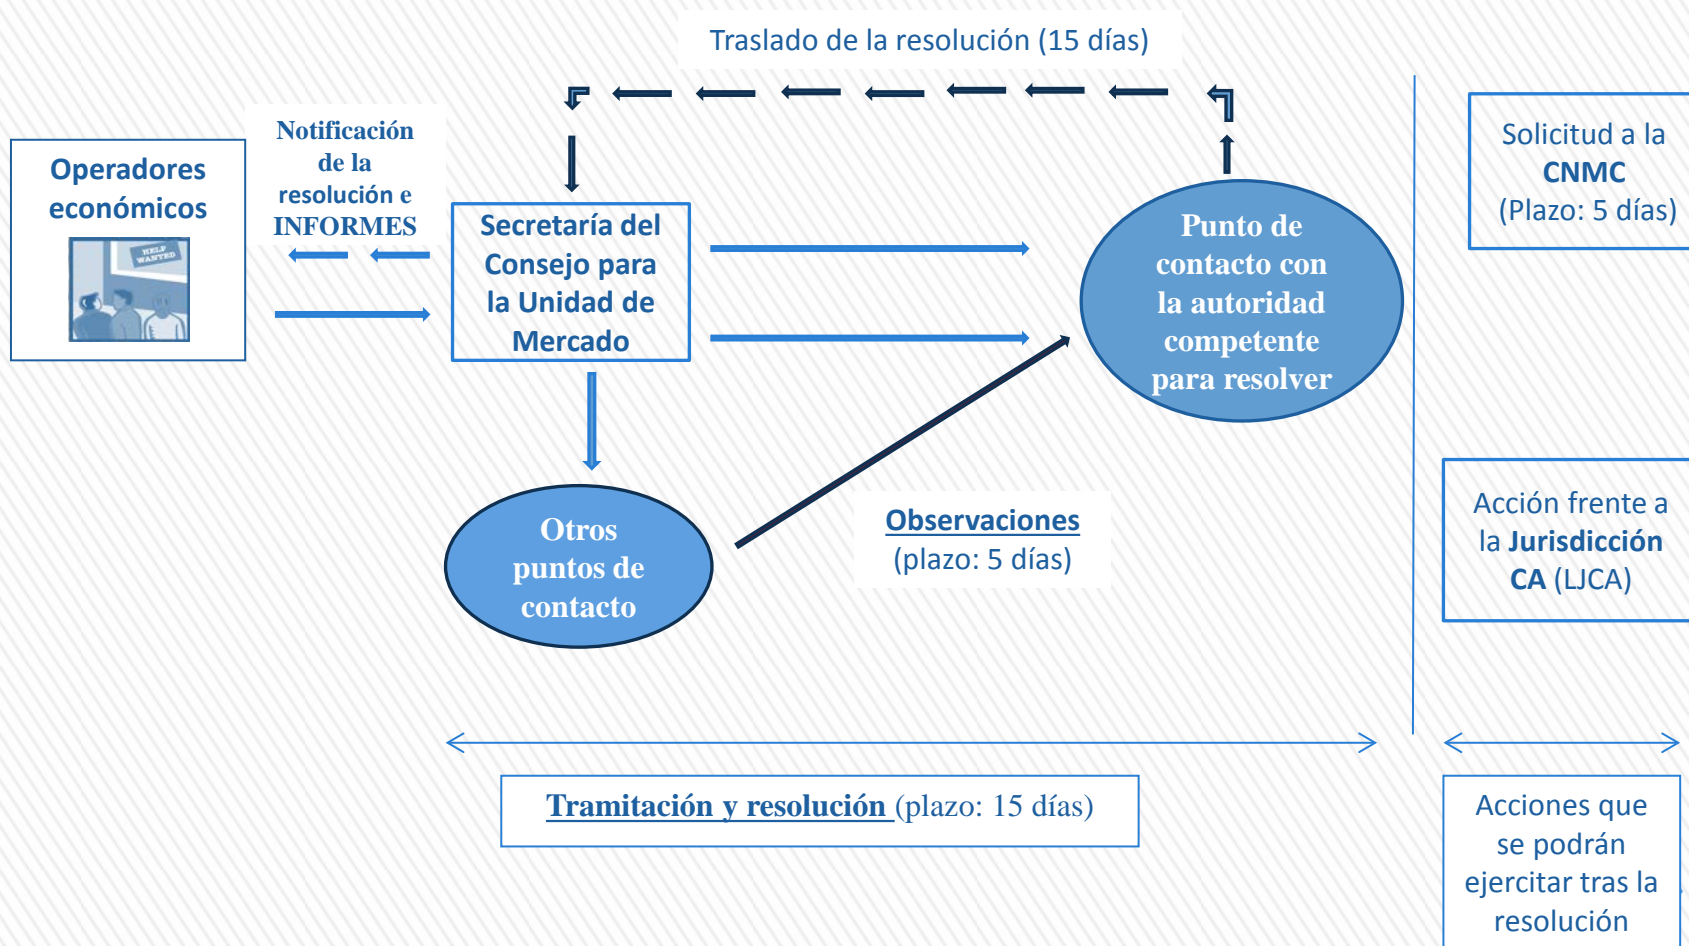 Traslado de la resolución (15 días)
Operadores
económicos
HELP
WANTED
Notificación
de la
resolución e
INFORMES
Secretaría del
Consejo para
la Unidad de
Mercado
Punto de
contacto con
la autoridad
competente
para resolver
Otros
puntos de
contacto
Observaciones
(plazo: 5 días)
Tramitación y resolución (plazo: 15 días)
Solicitud a la
CNMC
(Plazo: 5 días)
Acción frente a
la Jurisdicción
CA (LJCA)
Acciones que
se podrán
ejercitar tras la
resolución